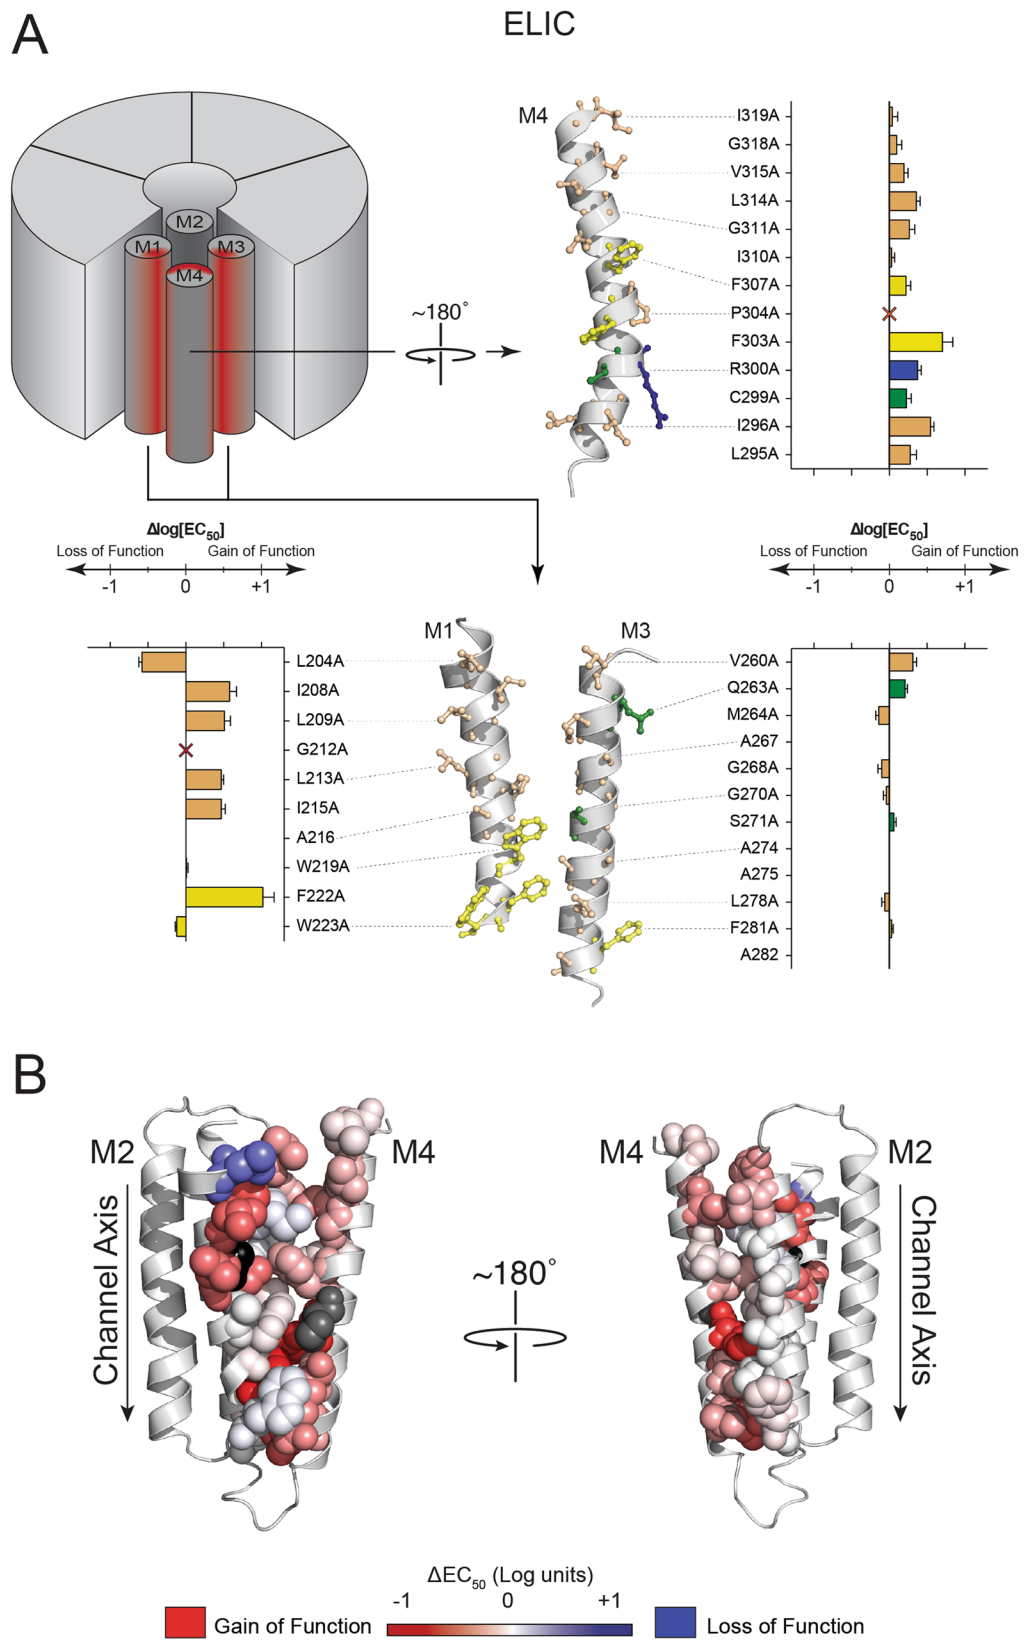 A
ELIC
M2
M1
M3
M4
~180°
M4
I319A
G318A
V315A
L314A
G311A
I310A
F307A
P304A
F303A
R300A
C299A
I296A
L295A
Δlog[EC50]
Loss of Function
Gain of Function
-1
0
+1
Δlog[EC50]
Loss of Function
Gain of Function
-1
0
+1
L204A
I208A
L209A
G212A
L213A
I215A
A216
W219A
F222A
W223A
M1
M3
V260A
Q263A
M264A
A267
G268A
G270A
S271A
A274
A275
L278A
F281A
A282
B
M2
M4
Channel Axis
~180°
M4
M2
Channel Axis
ΔEC50 (Log units)
-1
0
+1
Gain of Function
Loss of Function